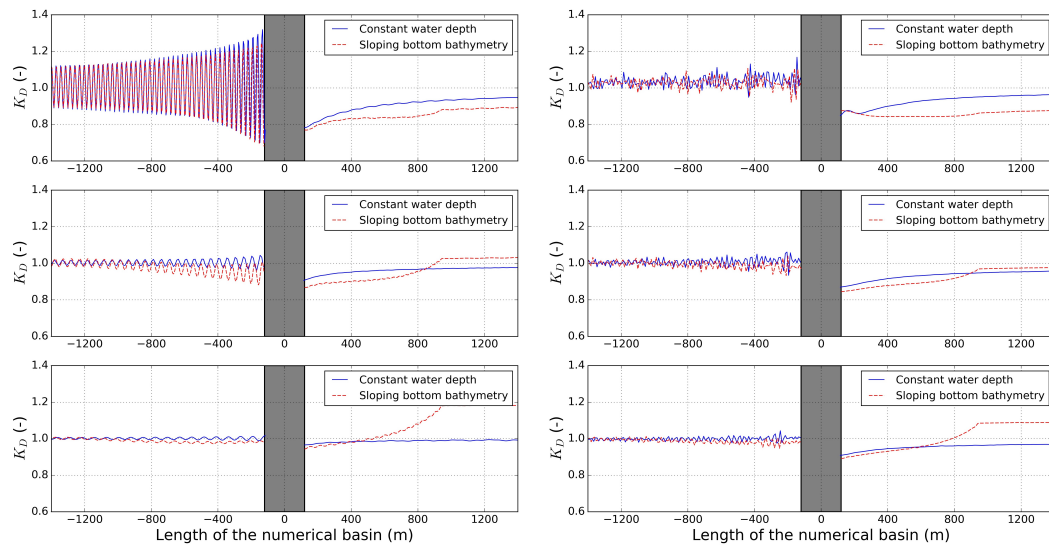 1.4
1.2
1.0
0.8
0.6
K_D (-)
−1200 −800 −400 0 400 800 1200
Constant water depth
Sloping bottom bathymetry
1.4
1.2
1.0
0.8
0.6
K_D (-)
−1200 −800 −400 0 400 800 1200
Constant water depth
Sloping bottom bathymetry
1.4
1.2
1.0
0.8
0.6
K_D (-)
−1200 −800 −400 0 400 800 1200
Constant water depth
Sloping bottom bathymetry
1.4
1.2
1.0
0.8
0.6
K_D (-)
−1200 −800 −400 0 400 800 1200
Constant water depth
Sloping bottom bathymetry
1.4
1.2
1.0
0.8
0.6
K_D (-)
−1200 −800 −400 0 400 800 1200
Constant water depth
Sloping bottom bathymetry
Length of the numerical basin (m)
1.4
1.2
1.0
0.8
0.6
K_D (-)
−1200 −800 −400 0 400 800 1200
Constant water depth
Sloping bottom bathymetry
Length of the numerical basin (m)